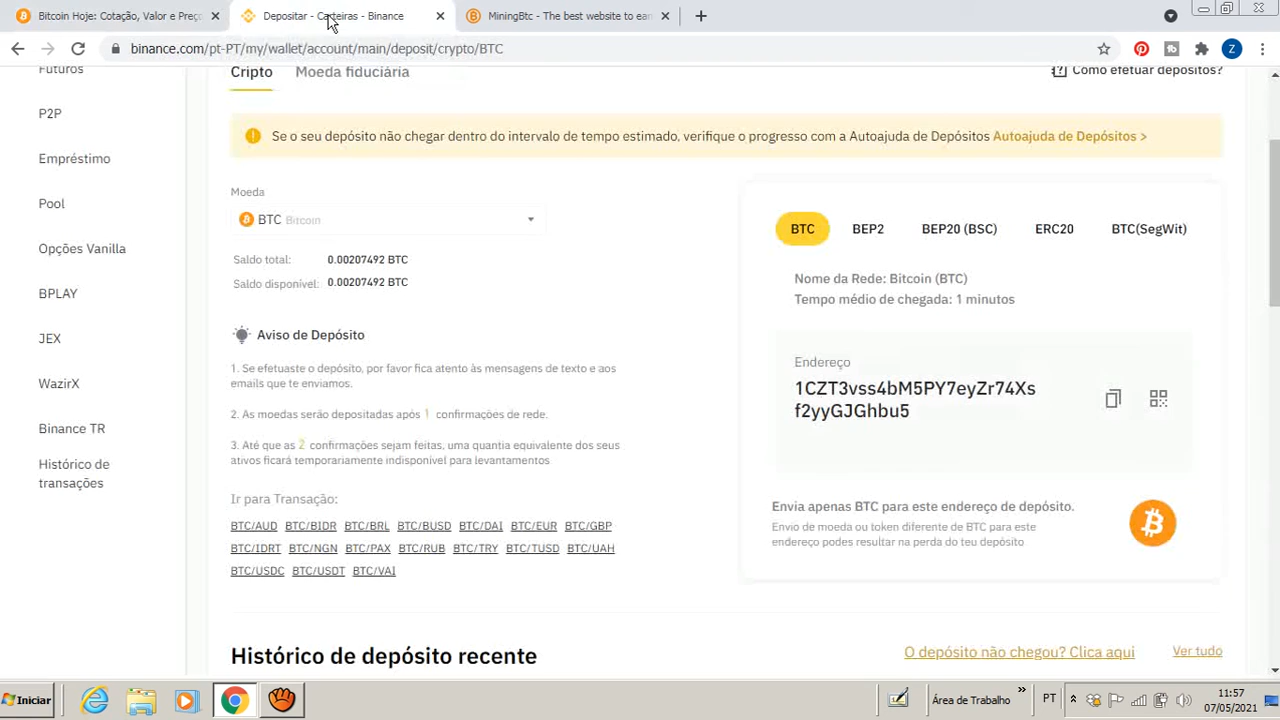 Bitcoin Hoje: Cotação, Valor e Preç
Depositar - Carteiras - Binance
MiningBtc - The best website to ear
binance.com/pt-PT/my/wallet/account/main/deposit/crypto/BTC
Z
Futuros
P2P
Empréstimo
Pool
Opções Vanilla
BPLAY
JEX
WazirX
Binance TR
Histórico de
transações
Cripto
Moeda fiduciária
Como efetuar depósitos?
Se o seu depósito não chegar dentro do intervalo de tempo estimado, verifique o progresso com a Autoajuda de Depósitos Autoajuda de Depósitos >
Moeda
BTC Bitcoin
Saldo total: 0.00207492 BTC
Saldo disponível: 0.00207492 BTC
Aviso de Depósito
1. Se efetuaste o depósito, por favor fica atento às mensagens de texto e aos
emails que te enviamos.
2. As moedas serão depositadas após 1 confirmações de rede.
3. Até que as 2 confirmações sejam feitas, uma quantia equivalente dos seus
ativos ficará temporariamente indisponível para levantamentos
Ir para Transação:
BTC/AUD BTC/BIDR BTC/BRL BTC/BUSD BTC/DAI BTC/EUR BTC/GBP
BTC/IDRT BTC/NGN BTC/PAX BTC/RUB BTC/TRY BTC/TUSD BTC/UAH
BTC/USDC BTC/USDT BTC/VAI
BTC BEP2 BEP20 (BSC) ERC20 BTC(SegWit)
Nome da Rede: Bitcoin (BTC)
Tempo médio de chegada: 1 minutos
Endereço
1CZT3vss4bM5PY7eyZr74Xs
f2yyGJGhbu5
Envia apenas BTC para este endereço de depósito.
Envio de moeda ou token diferente de BTC para este
endereço podes resultar na perda do teu depósito
Histórico de depósito recente
O depósito não chegou? Clica aqui
Ver tudo
Iniciar
Área de Trabalho
PT
11:57
07/05/2021